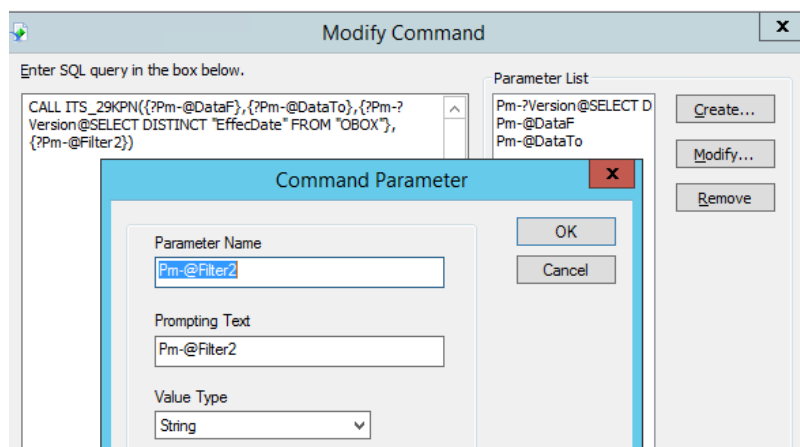 Modify Command
x
Enter SQL query in the box below.
Parameter List
CALL ITS_29KPN({?Pm-@DataF},{?Pm-@DataTo},{?Pm-?
Version@SELECT DISTINCT "EffecDate" FROM "OBOX"},
{?Pm-@Filter2})
Pm-?Version@SELECT D
Pm-@DataF
Pm-@DataTo
Create...
Modify...
Remove
Command Parameter
x
Parameter Name
Pm-@Filter2
OK
Cancel
Prompting Text
Pm-@Filter2
Value Type
String